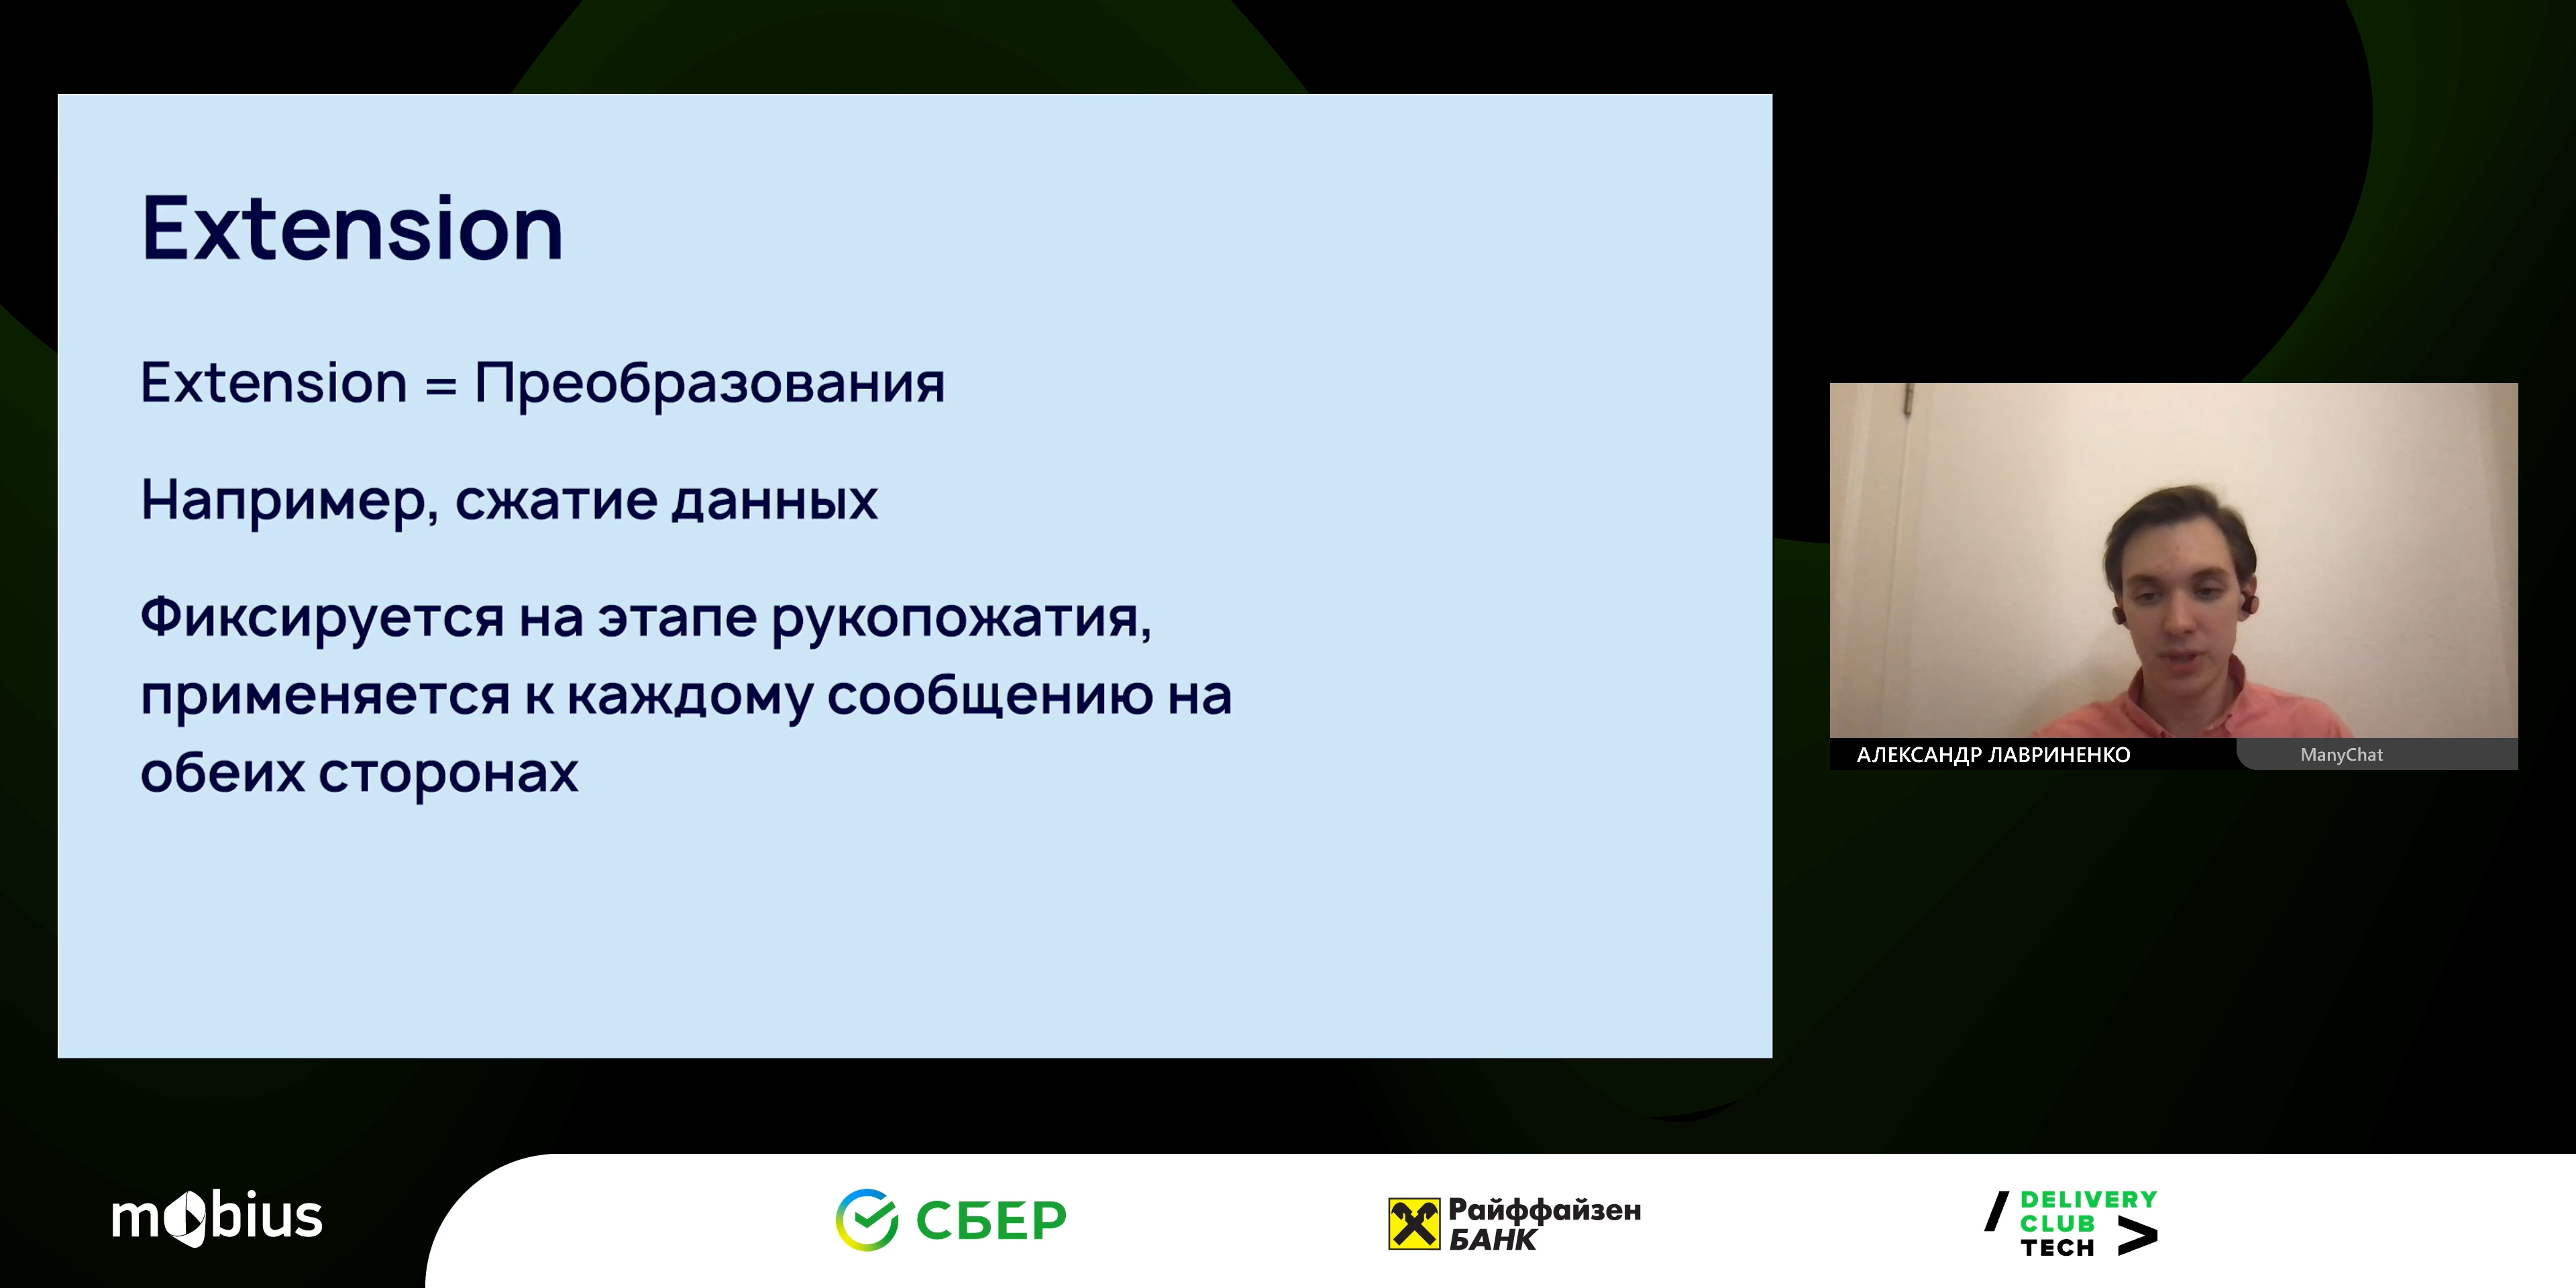 Extension
Extension = Преобразования
Например, сжатие данных
Фиксируется на этапе рукопожатия,
применяется к каждому сообщению на
обеих сторонах
АЛЕКСАНДР ЛАВРИНЕНКО
ManyChat
mobius
СБЕР
Райффайзен
БАНК
DELIVERY
CLUB
TECH